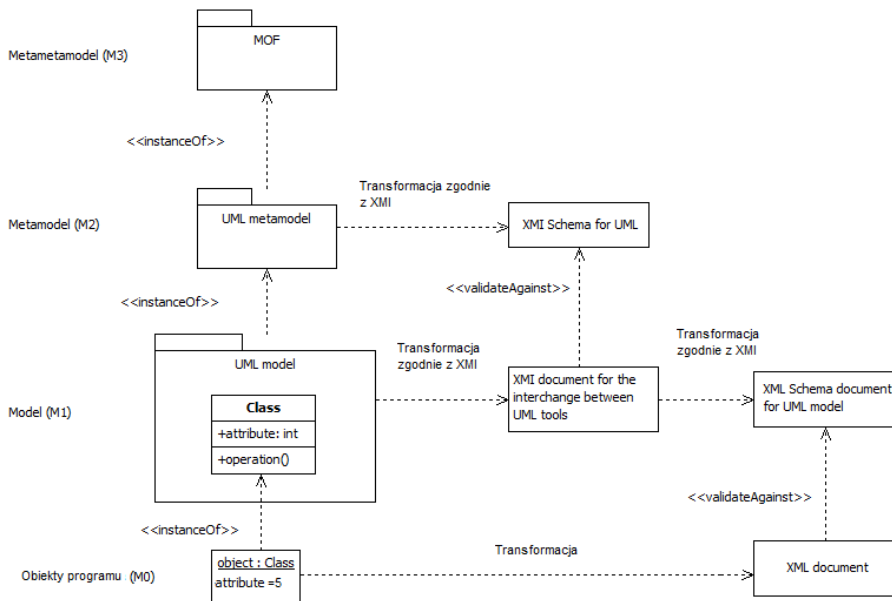 MOF
Metametamodel (M3)
<<instanceOf>>
Transformacja zgodnie
z XMI
UML metamodel
XMI Schema for UML
Metamodel (M2)
<<validateAgainst>>
<<instanceOf>>
Transformacja
zgodnie z XMI
Transformacja
zgodnie z XMI
UML model
XMI document for the
interchange between
UML tools
XML Schema document
for UML model
Class
Model (M1)
+attribute: int
+operation()
<<validateAgainst>>
<<instanceOf>>
Transformacja
object : Class
attribute =5
XML document
Obiekty programu (M0)